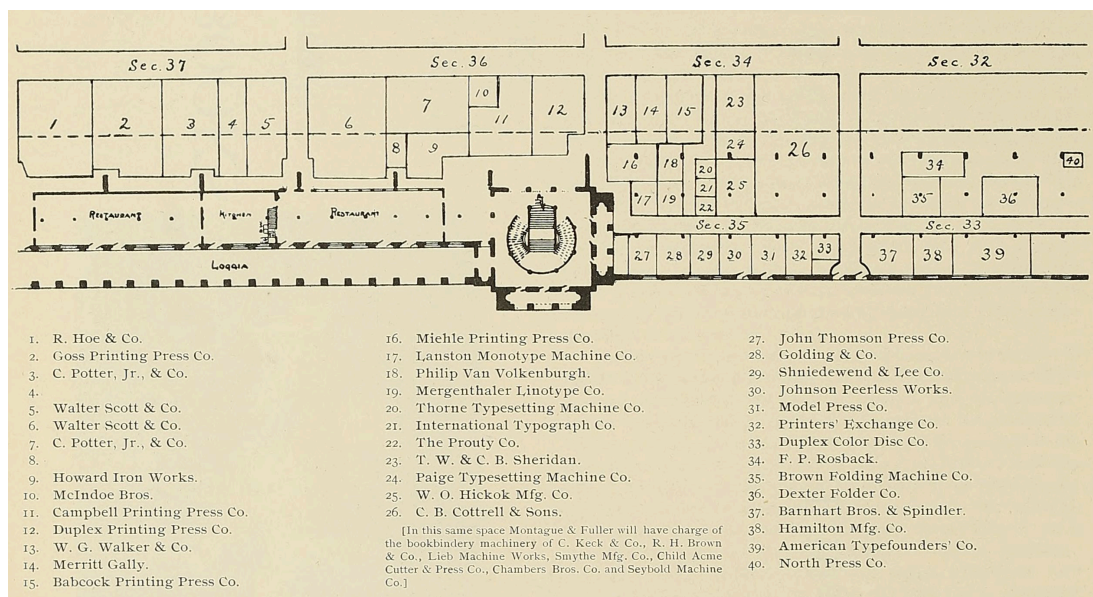 Sec. 37
Sec. 36
Sec. 34
Sec. 32
1
2
3
4
5
6
7
8
9
10
11
12
13
14
15
16
17
18
19
20
21
22
23
24
25
26
34
35
36
40
Sec. 35
Sec. 33
27
28
29
30
31
32
33
37
38
39
RESTAURANT
KITCHEN
RESTAURANT
LOGGIA
1. R. Hoe & Co.
2. Goss Printing Press Co.
3. C. Potter, Jr., & Co.
4.
5. Walter Scott & Co.
6. Walter Scott & Co.
7. C. Potter, Jr., & Co.
8.
9. Howard Iron Works.
10. McIndoe Bros.
11. Campbell Printing Press Co.
12. Duplex Printing Press Co.
13. W. G. Walker & Co.
14. Merritt Gally.
15. Babcock Printing Press Co.
16. Miehle Printing Press Co.
17. Lanston Monotype Machine Co.
18. Philip Van Volkenburgh.
19. Mergenthaler Linotype Co.
20. Thorne Typesetting Machine Co.
21. International Typograph Co.
22. The Prouty Co.
23. T. W. & C. B. Sheridan.
24. Paige Typesetting Machine Co.
25. W. O. Hickok Mfg. Co.
26. C. B. Cottrell & Sons.
[In this same space Montague & Fuller will have charge of
the bookbindery machinery of C. Keck & Co., R. H. Brown
& Co., Lieb Machine Works, Smythe Mfg. Co., Child Acme
Cutter & Press Co., Chambers Bros. Co. and Seybold Machine
Co.]
27. John Thomson Press Co.
28. Golding & Co.
29. Shniedewend & Lee Co.
30. Johnson Peerless Works.
31. Model Press Co.
32. Printers' Exchange Co.
33. Duplex Color Disc Co.
34. F. P. Rosback.
35. Brown Folding Machine Co.
36. Dexter Folder Co.
37. Barnhart Bros. & Spindler.
38. Hamilton Mfg. Co.
39. American Typefounders' Co.
40. North Press Co.